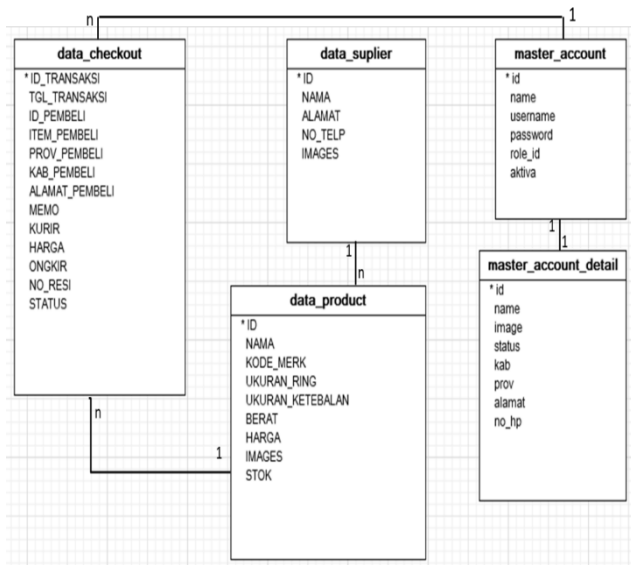 n
1
data_checkout
* ID_TRANSAKSI
TGL_TRANSAKSI
ID_PEMBELI
ITEM_PEMBELI
PROV_PEMBELI
KAB_PEMBELI
ALAMAT_PEMBELI
MEMO
KURIR
HARGA
ONGKIR
NO_RESI
STATUS
data_suplier
* ID
NAMA
ALAMAT
NO_TELP
IMAGES
master_account
* id
name
username
password
role_id
aktiva
1
1
1
n
master_account_detail
* id
name
image
status
kab
prov
alamat
no_hp
data_product
* ID
NAMA
KODE_MERK
UKURAN_RING
UKURAN_KETEBALAN
BERAT
HARGA
IMAGES
STOK
n
1